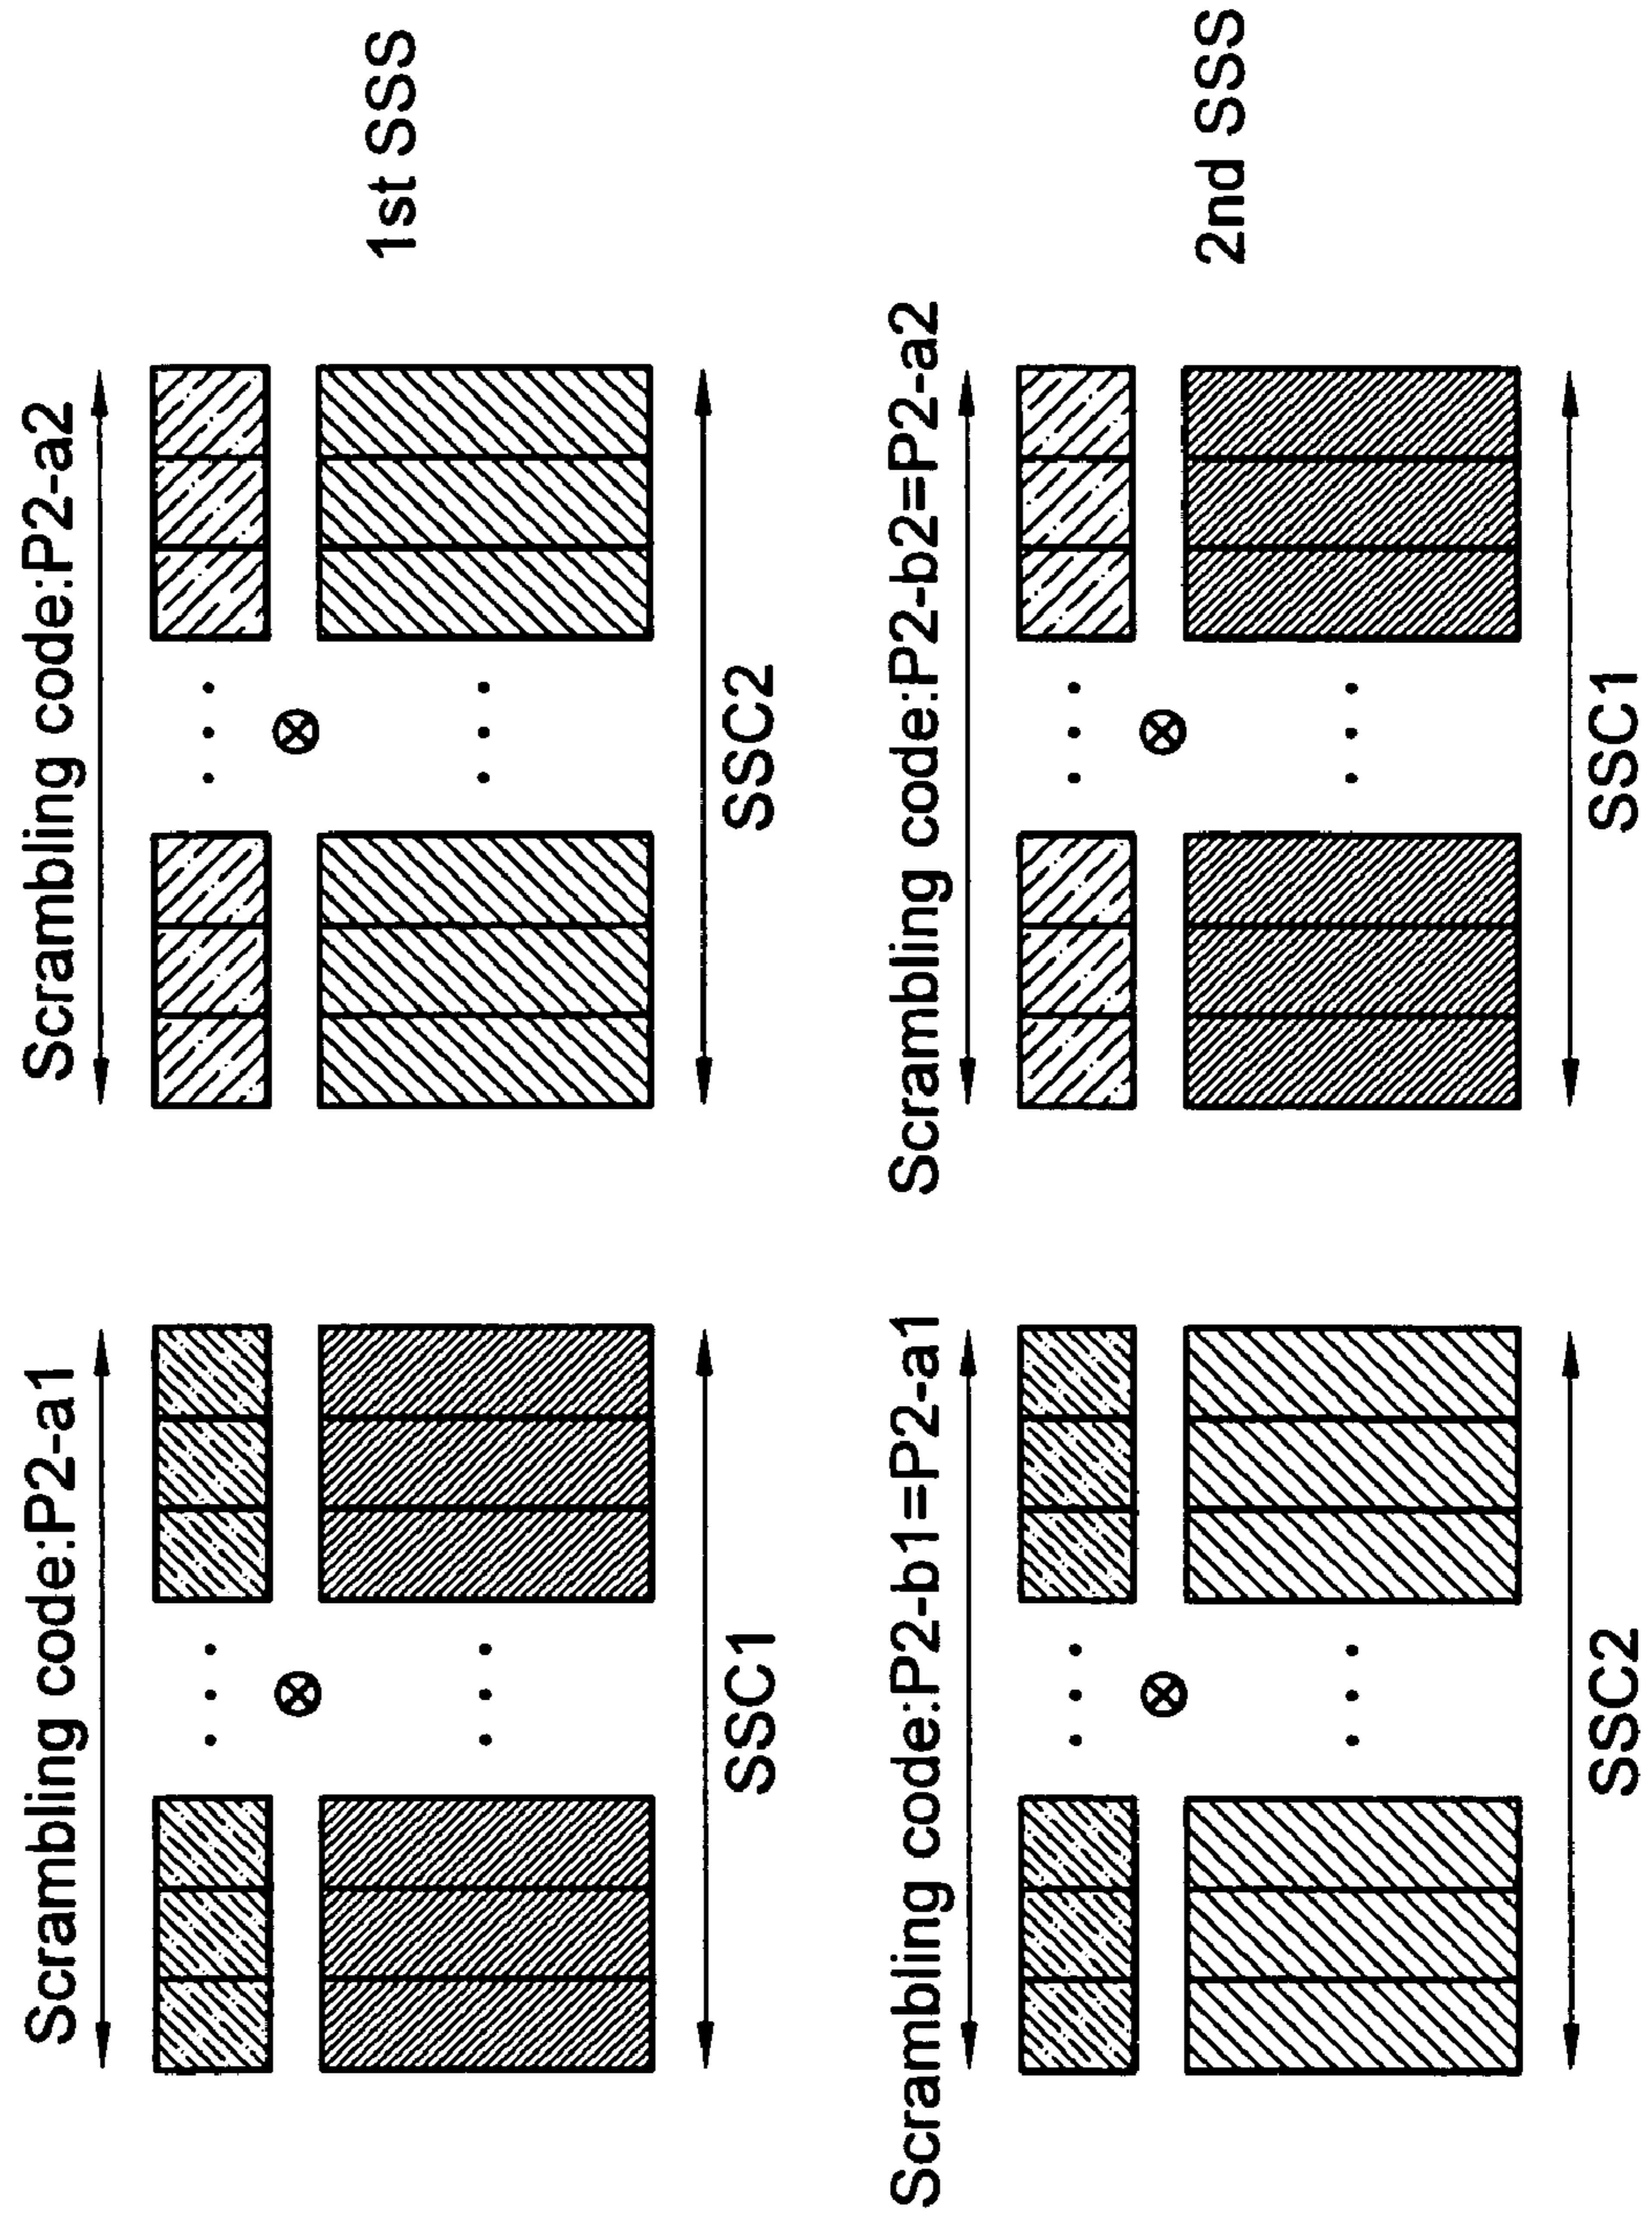 Scrambling code:P2-a1
Scrambling code:P2-a2
1st SSS
SSC1
SSC2
Scrambling code:P2-b1=P2-a1
Scrambling code:P2-b2=P2-a2
2nd SSS
SSC2
SSC1